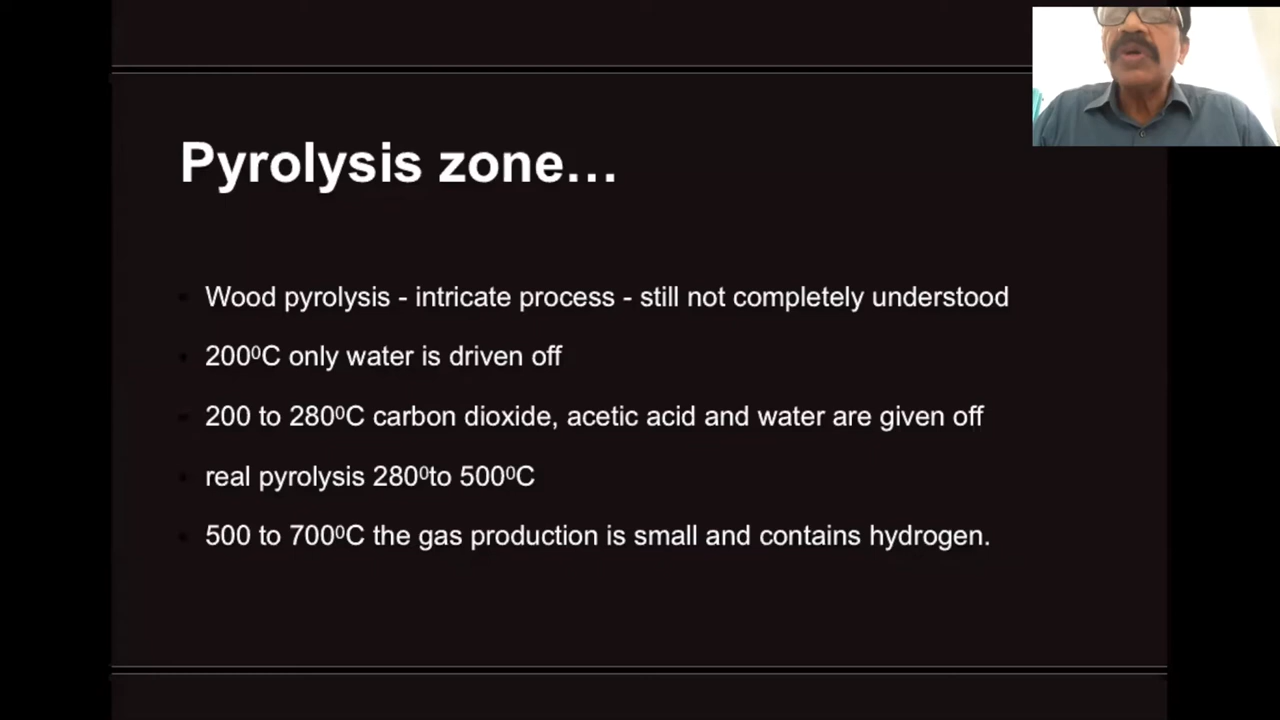 Pyrolysis zone…
Wood pyrolysis - intricate process - still not completely understood
200⁰C only water is driven off
200 to 280⁰C carbon dioxide, acetic acid and water are given off
real pyrolysis 280⁰to 500⁰C
500 to 700⁰C the gas production is small and contains hydrogen.